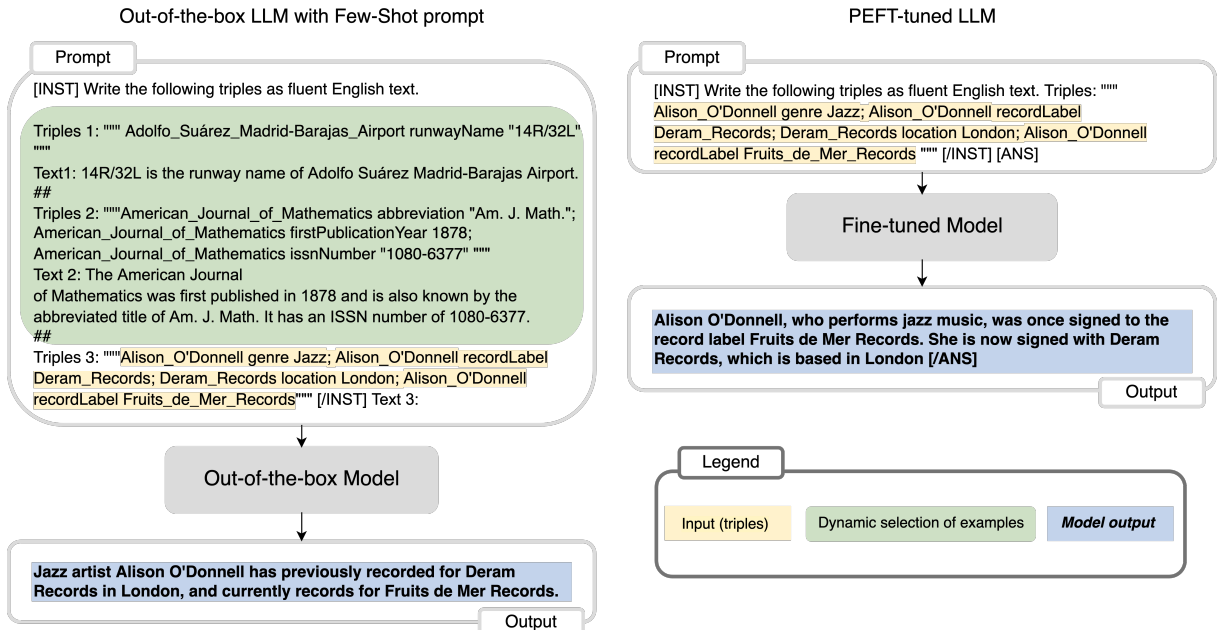 Out-of-the-box LLM with Few-Shot prompt
Prompt
[INST] Write the following triples as fluent English text.
Triples 1: """ Adolfo_Suárez_Madrid-Barajas_Airport runwayName "14R/32L"
"""
Text1: 14R/32L is the runway name of Adolfo Suárez Madrid-Barajas Airport.
##
Triples 2: """American_Journal_of_Mathematics abbreviation "Am. J. Math.";
American_Journal_of_Mathematics firstPublicationYear 1878;
American_Journal_of_Mathematics issnNumber "1080-6377" """
Text 2: The American Journal
of Mathematics was first published in 1878 and is also known by the
abbreviated title of Am. J. Math. It has an ISSN number of 1080-6377.
##
Triples 3: """Alison_O'Donnell genre Jazz; Alison_O'Donnell recordLabel
Deram_Records; Deram_Records location London; Alison_O'Donnell
recordLabel Fruits_de_Mer_Records""" [/INST] Text 3:
Out-of-the-box Model
Jazz artist Alison O'Donnell has previously recorded for Deram
Records in London, and currently records for Fruits de Mer Records.
Output
PEFT-tuned LLM
Prompt
[INST] Write the following triples as fluent English text. Triples: """
Alison_O'Donnell genre Jazz; Alison_O'Donnell recordLabel
Deram_Records; Deram_Records location London; Alison_O'Donnell
recordLabel Fruits_de_Mer_Records """ [/INST] [ANS]
Fine-tuned Model
Alison O'Donnell, who performs jazz music, was once signed to the
record label Fruits de Mer Records. She is now signed with Deram
Records, which is based in London [/ANS]
Output
Legend
Input (triples)
Dynamic selection of examples
Model output